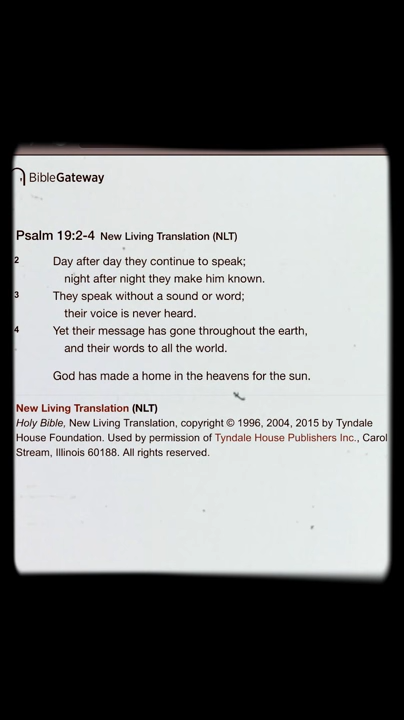 BibleGateway
Psalm 19:2-4 New Living Translation (NLT)
2 Day after day they continue to speak;
night after night they make him known.
3 They speak without a sound or word;
their voice is never heard.
4 Yet their message has gone throughout the earth,
and their words to all the world.
God has made a home in the heavens for the sun.
New Living Translation (NLT)
Holy Bible, New Living Translation, copyright © 1996, 2004, 2015 by Tyndale
House Foundation. Used by permission of Tyndale House Publishers Inc., Carol
Stream, Illinois 60188. All rights reserved.